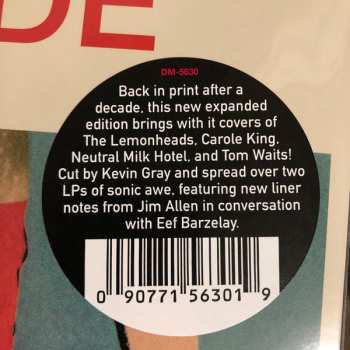 DE
DM-5630
Back in print after a
decade, this new expanded
edition brings with it covers of
The Lemonheads, Carole King,
Neutral Milk Hotel, and Tom Waits!
Cut by Kevin Gray and spread over two
LPs of sonic awe, featuring new liner
notes from Jim Allen in conversation
with Eef Barzelay.
0 90771 56301 9